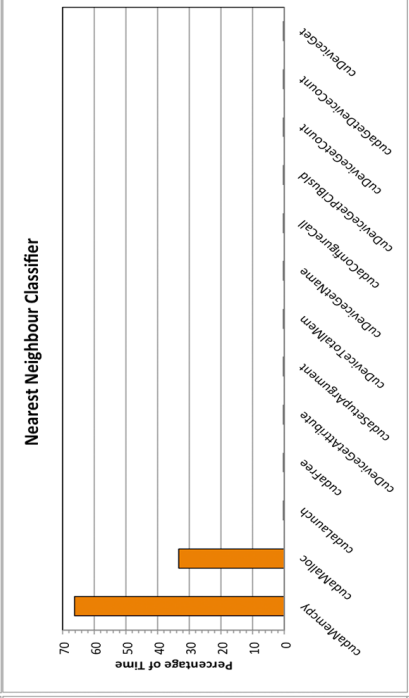 Nearest Neighbour Classifier
Percentage of Time
70
60
50
40
30
20
10
0
cudaMemcpy
cudaMalloc
cudaLaunch
cudaFree
cuDeviceGetAttribute
cudaSetupArgument
cuDeviceTotalMem
cuDeviceGetName
cudaConfigureCall
cuDeviceGetPCIBusId
cuDeviceGetCount
cudaGetDeviceCount
cuDeviceGet